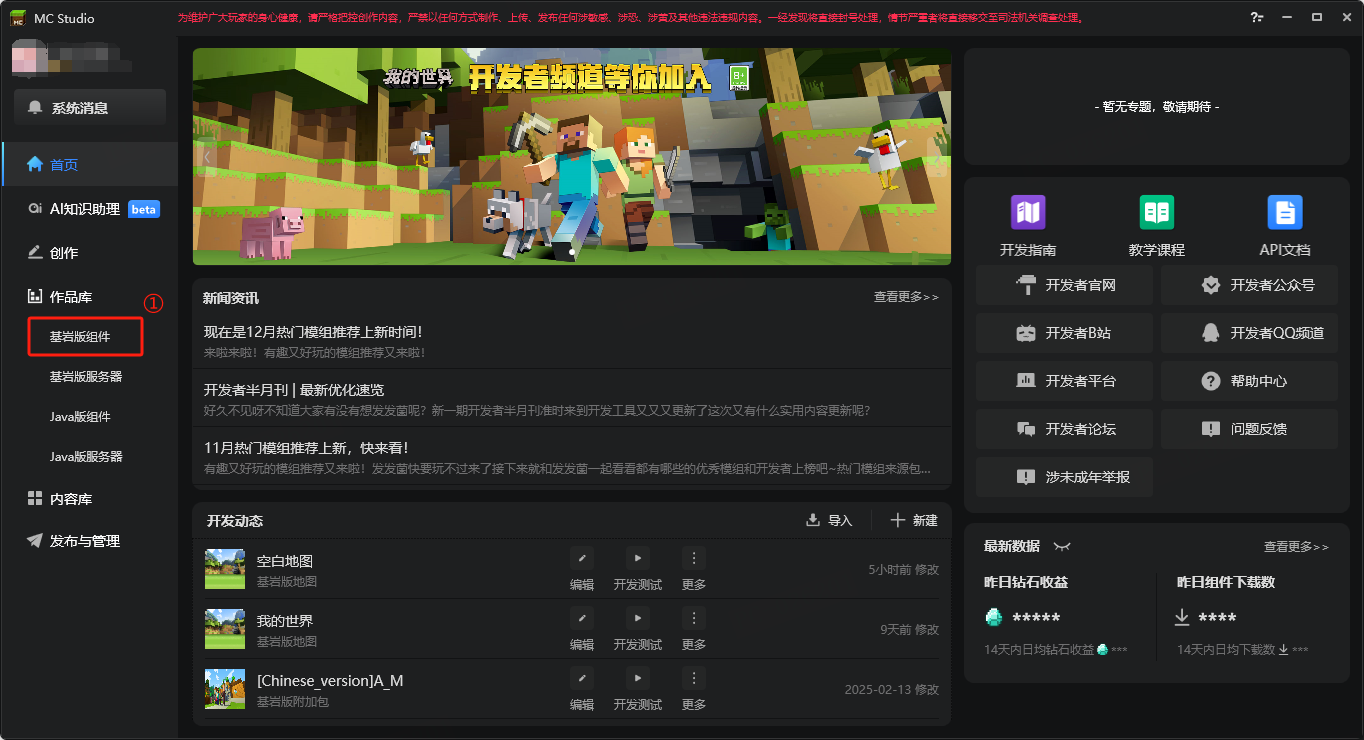 MC Studio
为维护广大玩家的身心健康，请严格把控创作内容，严禁以任何方式制作、上传、发布任何涉敏感、涉恐、涉黄及其他违法违规内容。一经发现将直接封号处理，情节严重者将直接移交至司法机关调查处理。
系统消息
首页
AI知识助理 beta
创作
作品库
①
基岩版组件
基岩版服务器
Java版组件
Java版服务器
内容库
发布与管理
我的世界 开发者频道等你加入
8+
新闻资讯 查看更多>>
现在是12月热门模组推荐上新时间！
来啦来啦！有趣又好玩的模组推荐又来啦！
开发者半月刊 | 最新优化速览
好久不见呀不知道大家有没有想发发菌呢？新一期开发者半月刊准时来到开发工具又又又更新了这次又有什么实用内容更新呢？
11月热门模组推荐上新，快来看！
有趣又好玩的模组推荐又来啦！发发菌快要玩不过来了接下来就和发发菌一起看看都有哪些的优秀模组和开发者上榜吧~热门模组来源包...
开发动态 导入 新建
空白地图
基岩版地图
编辑 开发测试 更多
5小时前 修改
我的世界
基岩版地图
编辑 开发测试 更多
9天前 修改
[Chinese_version]A_M
基岩版附加包
编辑 开发测试 更多
2025-02-13 修改
- 暂无专题，敬请期待 -
开发指南 教学课程 API文档
开发者官网 开发者公众号
开发者B站 开发者QQ频道
开发者平台 帮助中心
开发者论坛 问题反馈
涉未成年举报
最新数据 查看更多>>
昨日钻石收益 昨日组件下载数
***** ****
14天内日均钻石收益 *** 14天内日均下载数 ***